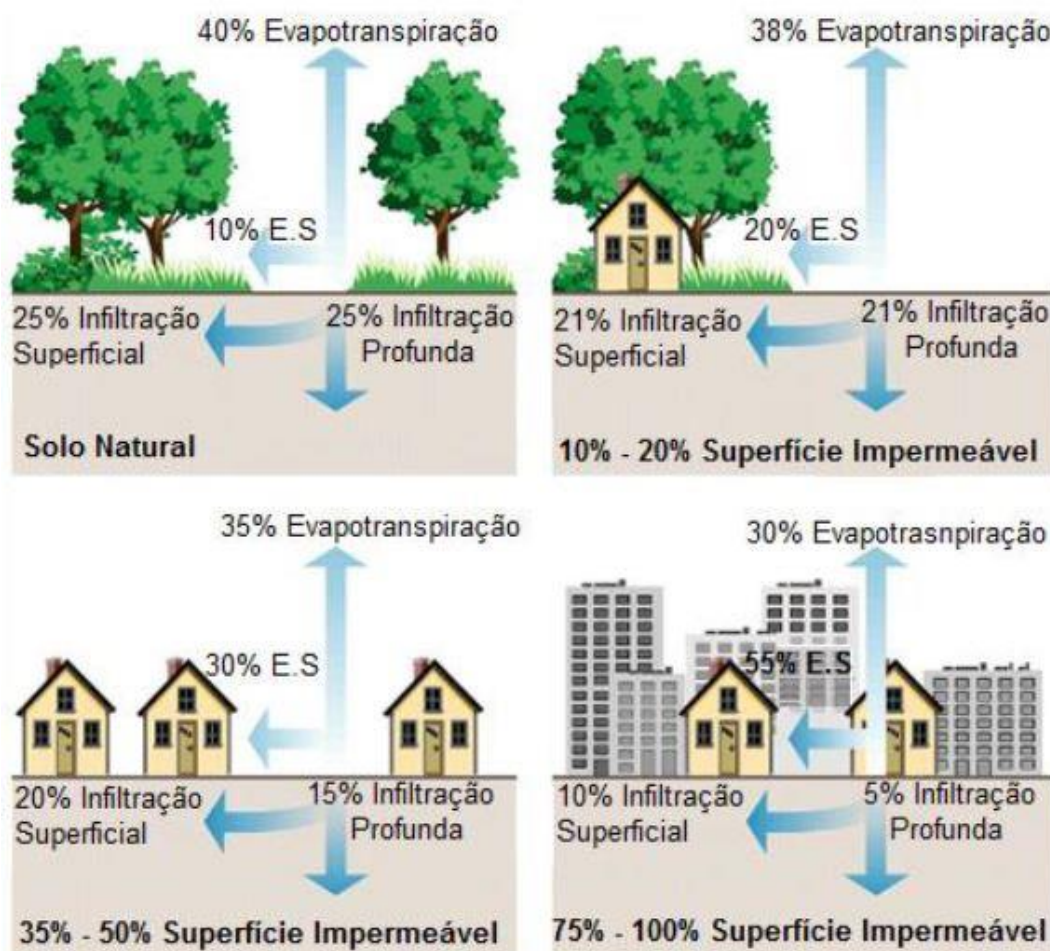 40% Evapotranspiração
10% E.S
25% Infiltração
Superficial
25% Infiltração
Profunda
Solo Natural
38% Evapotranspiração
20% E.S
21% Infiltração
Superficial
21% Infiltração
Profunda
10% - 20% Superfície Impermeável
35% Evapotranspiração
30% E.S
20% Infiltração
Superficial
15% Infiltração
Profunda
35% - 50% Superfície Impermeável
30% Evapotrasnpiração
55% E.S
10% Infiltração
Superficial
5% Infiltração
Profunda
75% - 100% Superfície Impermeável